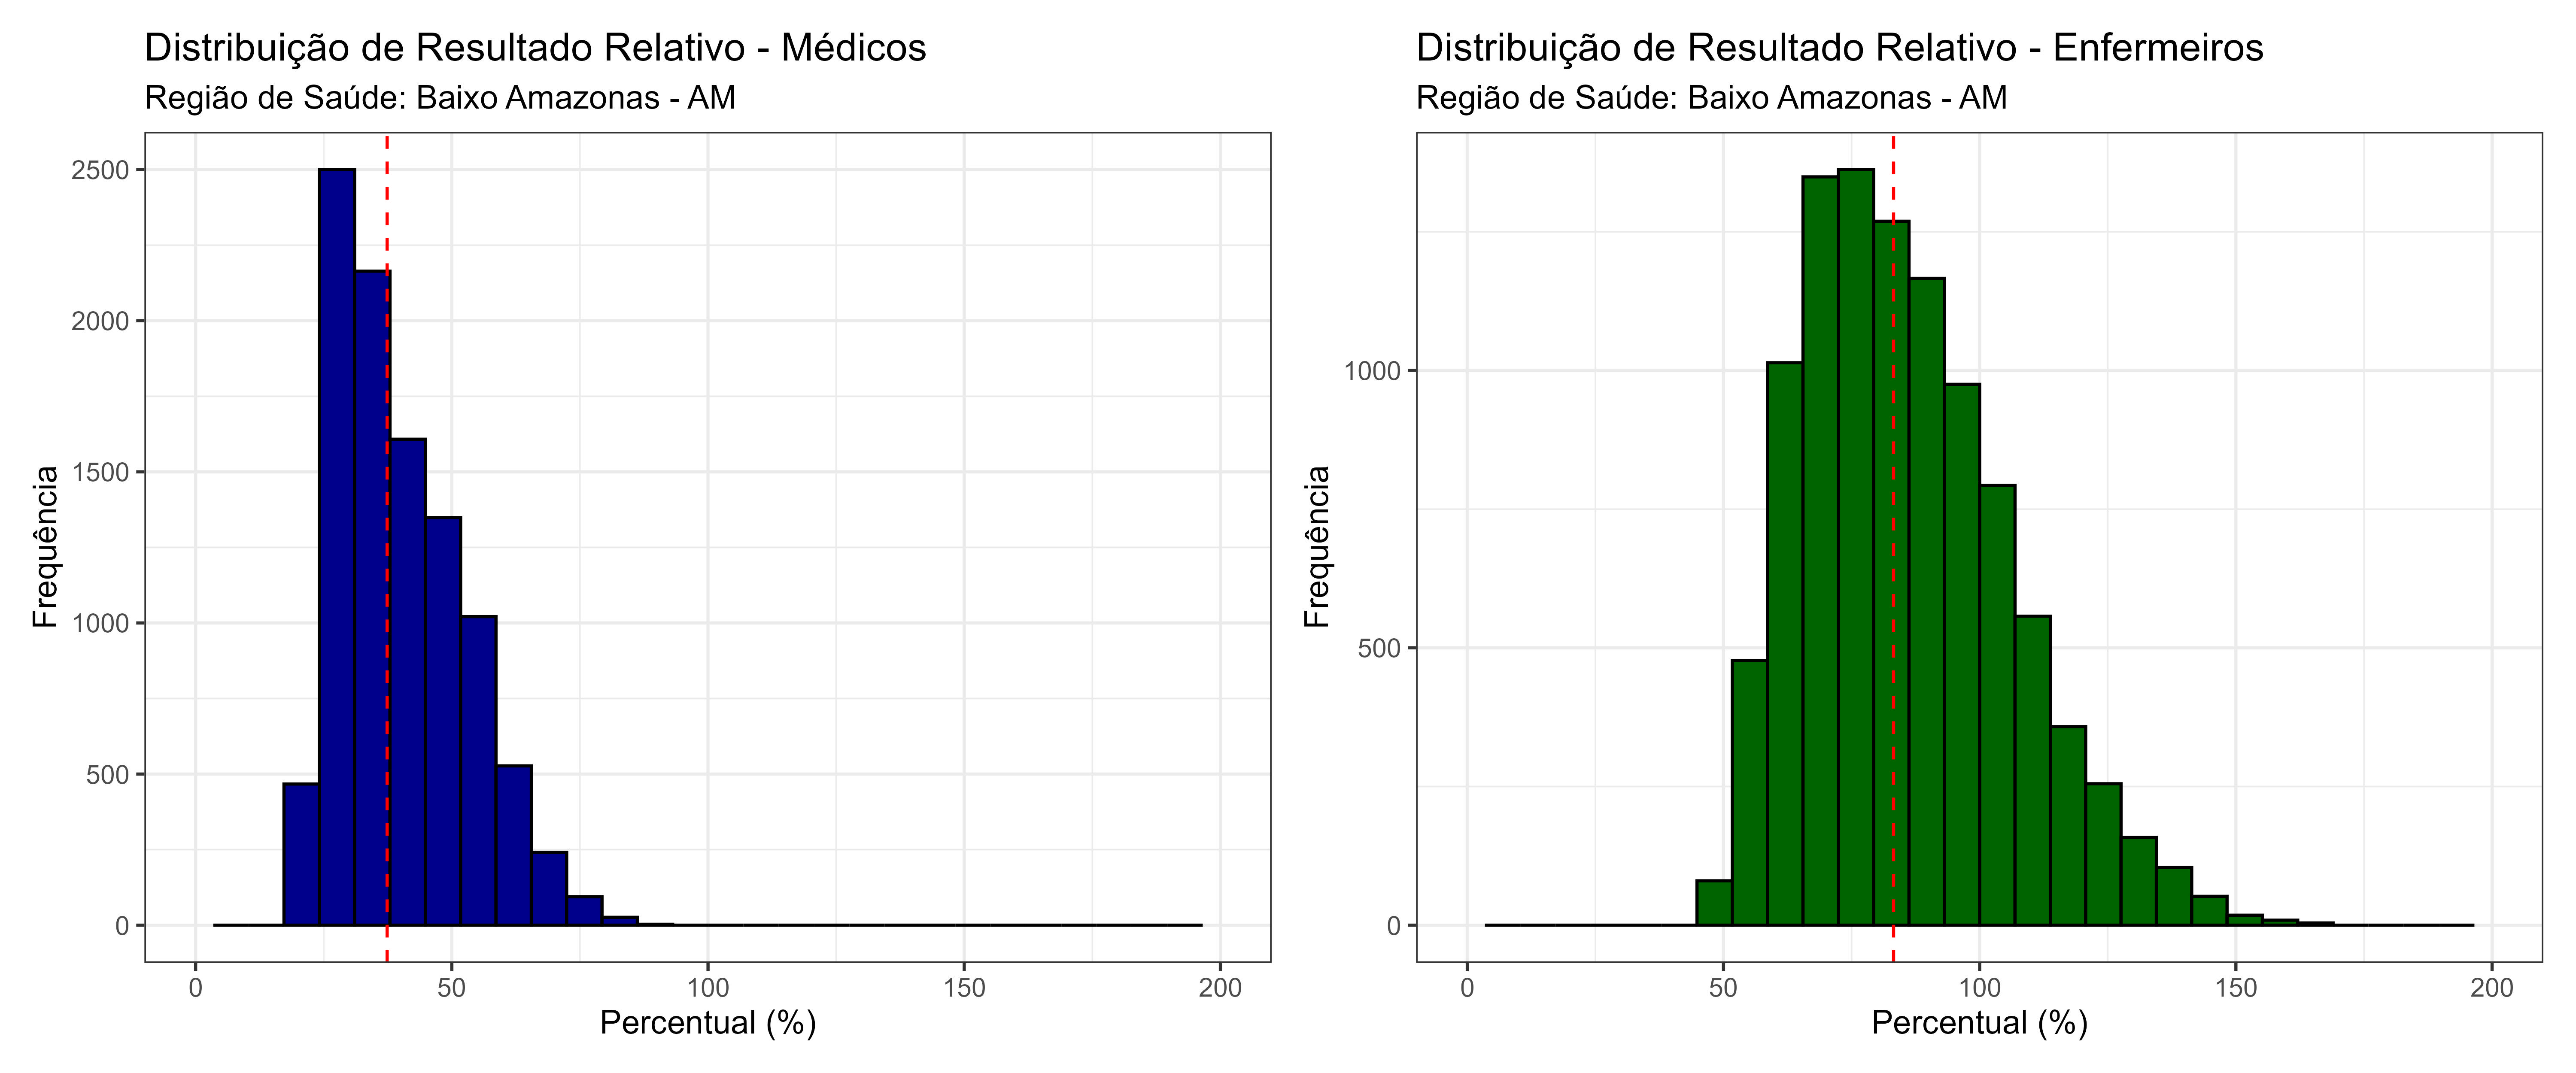 Distribuição de Resultado Relativo - Médicos
Região de Saúde: Baixo Amazonas - AM
2500
2000
1500
1000
500
0
Frequência
0 50 100 150 200
Percentual (%)
Distribuição de Resultado Relativo - Enfermeiros
Região de Saúde: Baixo Amazonas - AM
1000
500
0
Frequência
0 50 100 150 200
Percentual (%)